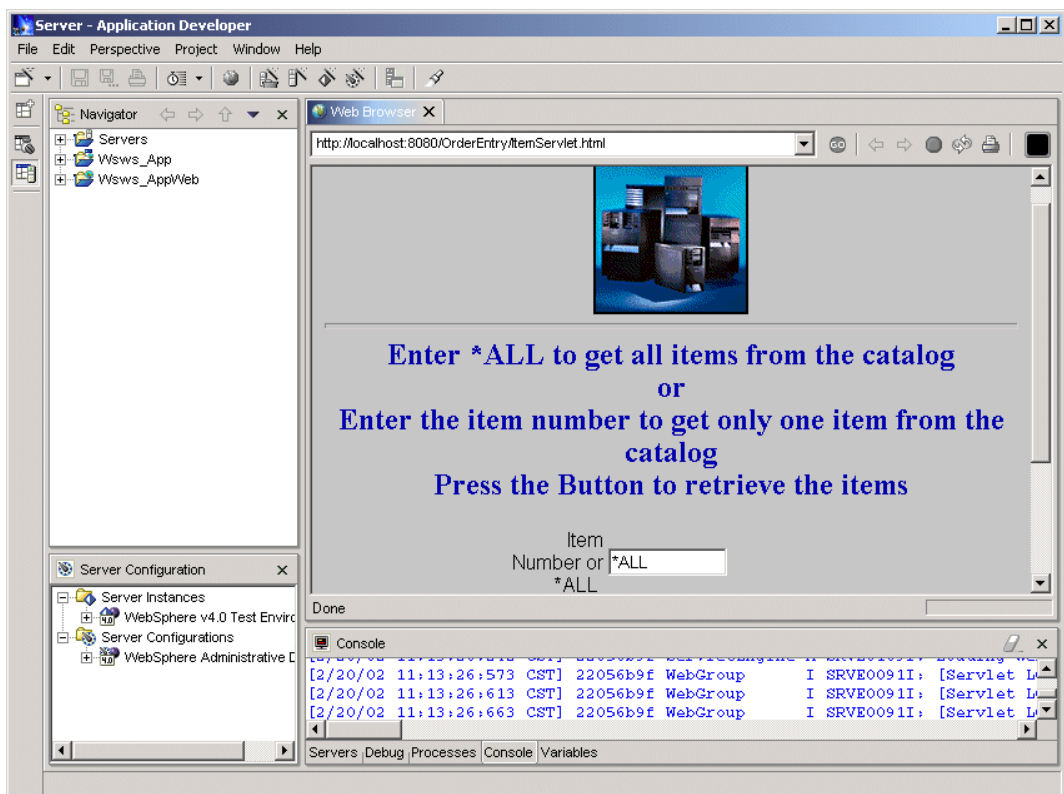 Server - Application Developer
File Edit Perspective Project Window Help
Navigator
Servers
Wsws_App
Wsws_AppWeb
Web Browser
http://localhost:8080/OrderEntry/ItemServlet.html
GO
Enter *ALL to get all items from the catalog
or
Enter the item number to get only one item from the
catalog
Press the Button to retrieve the items
Item
Number or *ALL
*ALL
Done
Server Configuration
Server Instances
WebSphere v4.0 Test Enviro
Server Configurations
WebSphere Administrative D
Console
[2/20/02 11:13:26:573 CST] 22056b9f WebGroup I SRVE0091I: [Servlet L
[2/20/02 11:13:26:613 CST] 22056b9f WebGroup I SRVE0091I: [Servlet L
[2/20/02 11:13:26:663 CST] 22056b9f WebGroup I SRVE0091I: [Servlet L
Servers Debug Processes Console Variables